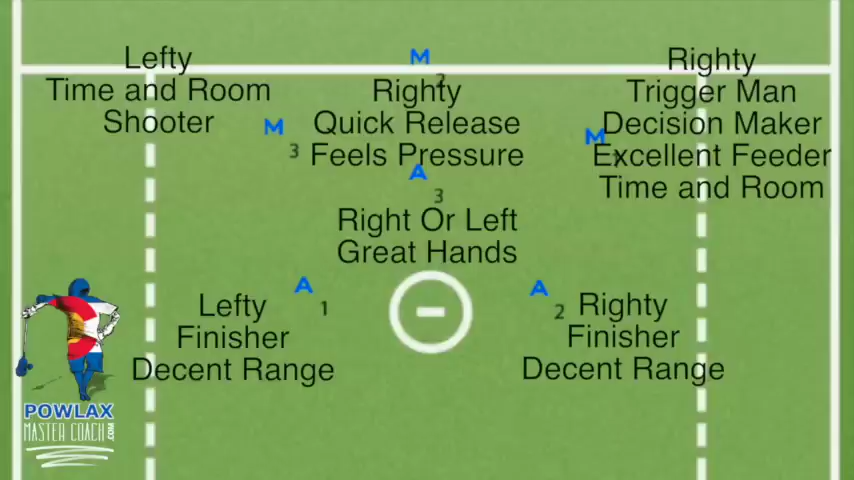 Lefty
Time and Room
Shooter
M
2
Righty
Quick Release
Feels Pressure
Righty
Trigger Man
Decision Maker
Excellent Feeder
Time and Room
M
3
M
A
3
Right Or Left
Great Hands
A
1
Lefty
Finisher
Decent Range
A
2
Righty
Finisher
Decent Range
POWLAX
MASTER COACH
.COM